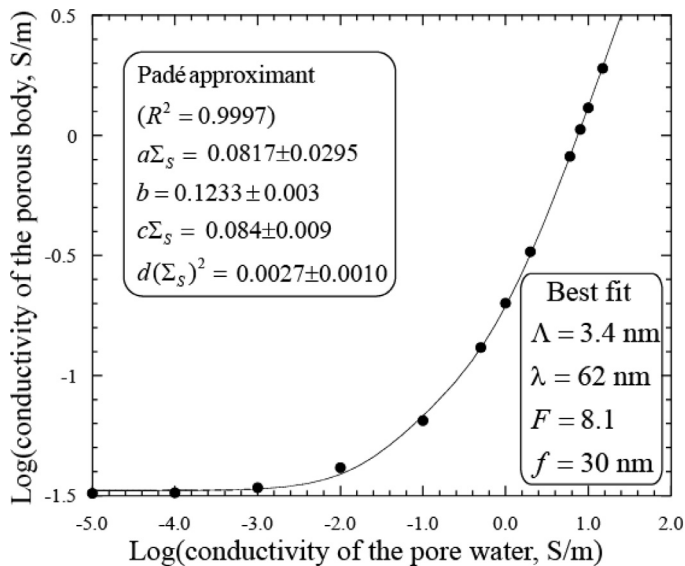 Log(conductivity of the porous body, S/m)
0.5
0
-0.5
-1
-1.5
Padé approximant
(R² = 0.9997)
aΣₛ = 0.0817±0.0295
b = 0.1233 ± 0.003
cΣₛ = 0.084±0.009
d(Σₛ)² = 0.0027±0.0010
Best fit
Λ = 3.4 nm
λ = 62 nm
F = 8.1
f = 30 nm
-5.0 -4.0 -3.0 -2.0 -1.0 0.0 1.0 2.0
Log(conductivity of the pore water, S/m)